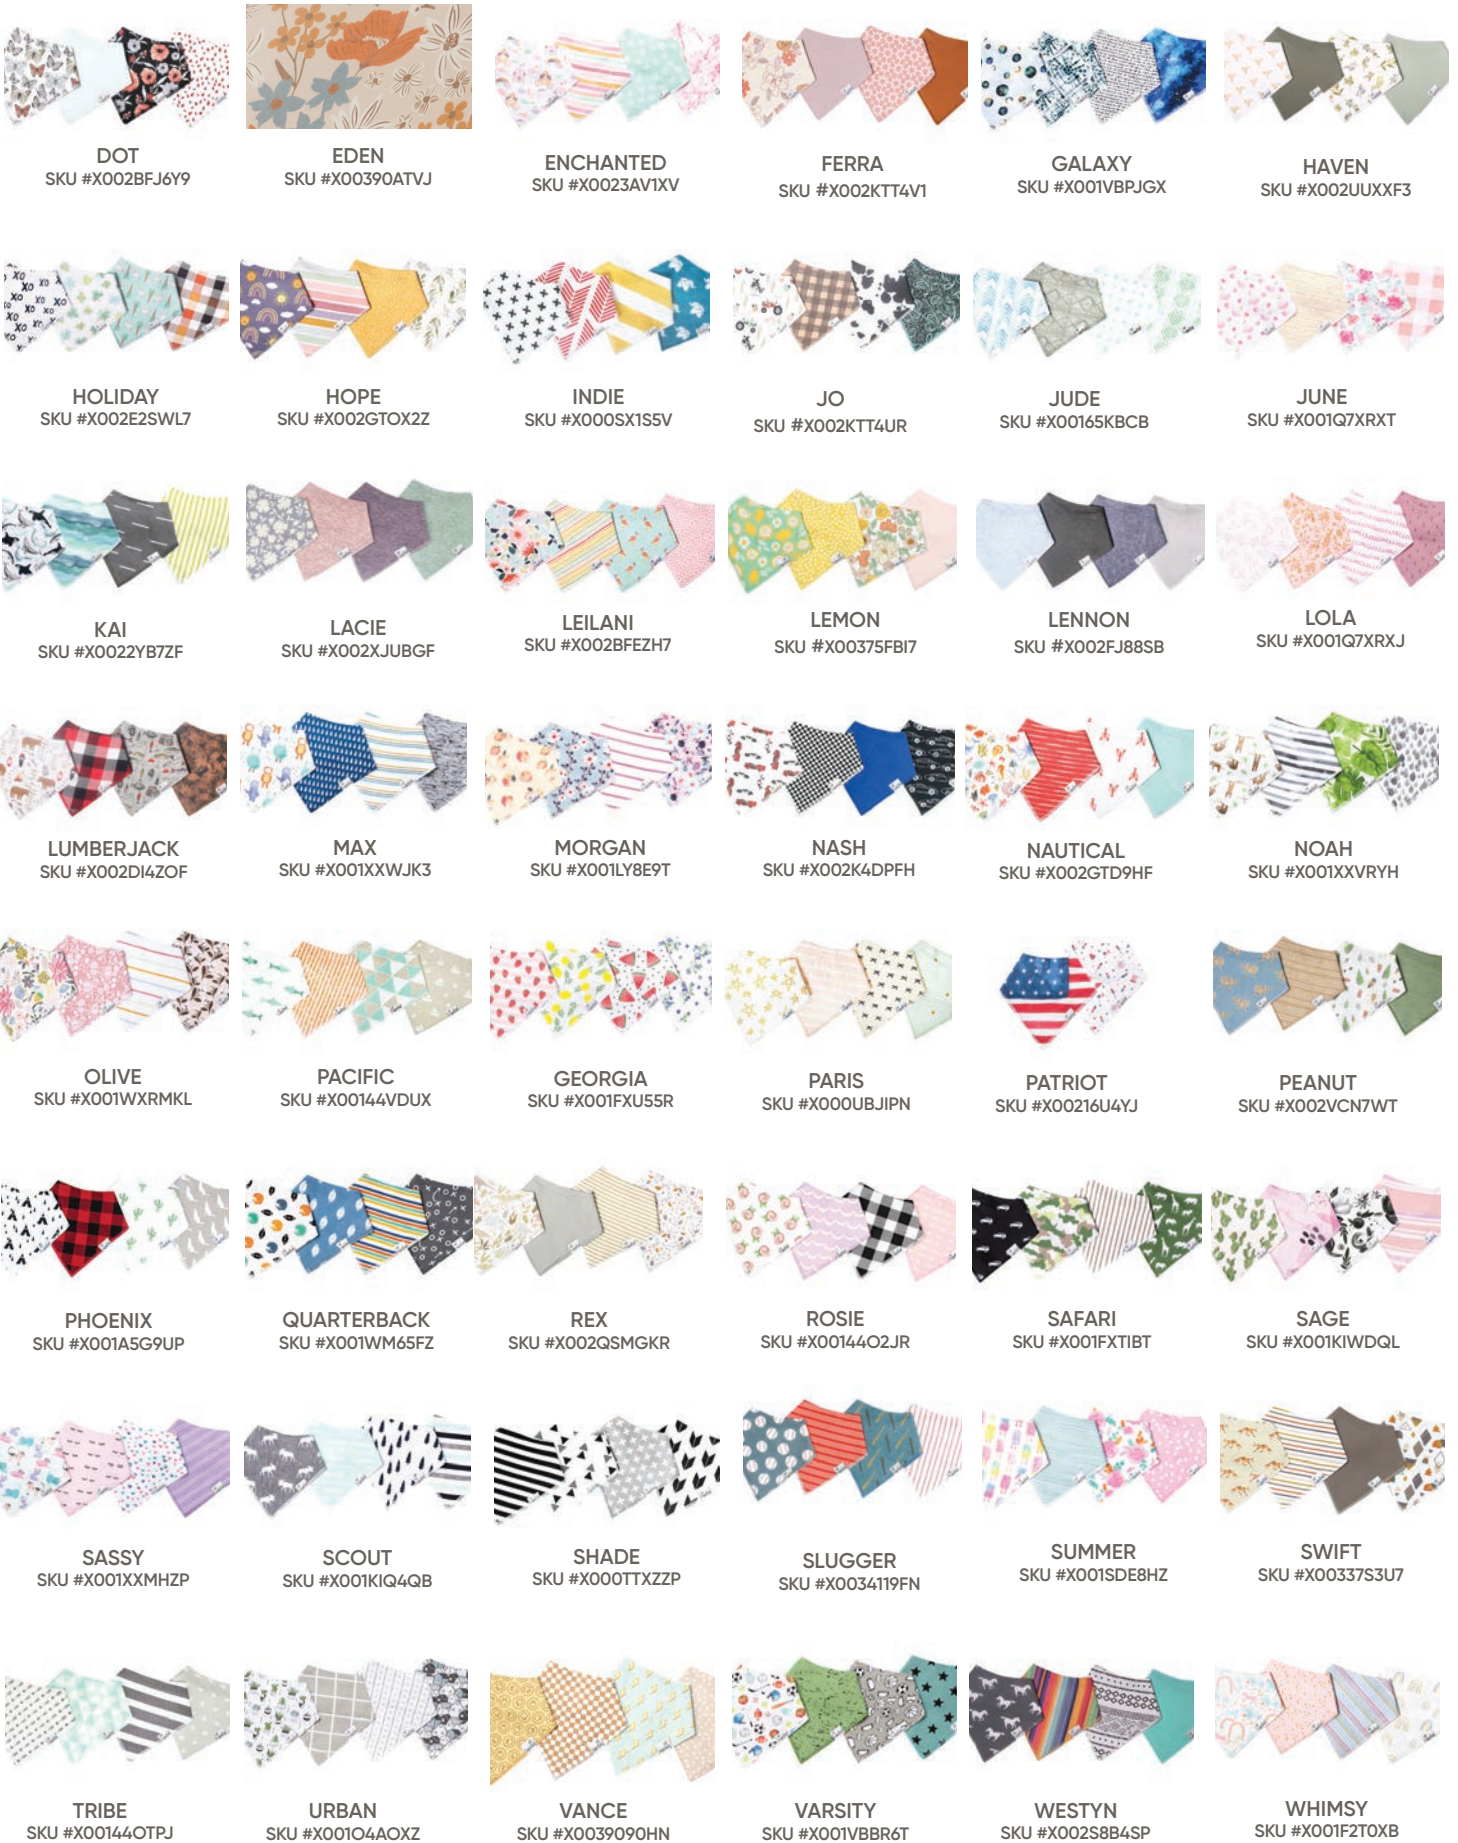 DOT
SKU #X002BFJ6Y9
EDEN
SKU #X00390ATVJ
ENCHANTED
SKU #X0023AV1XV
FERRA
SKU #X002KTT4V1
GALAXY
SKU #X001VBPJGX
HAVEN
SKU #X002UUXXF3
HOLIDAY
SKU #X002E2SWL7
HOPE
SKU #X002GTOX2Z
INDIE
SKU #X000SX1S5V
JO
SKU #X002KTT4UR
JUDE
SKU #X00165KBCB
JUNE
SKU #X001Q7XRXT
KAI
SKU #X0022YB7ZF
LACIE
SKU #X002XJUBGF
LEILANI
SKU #X002BFEZH7
LEMON
SKU #X00375FBI7
LENNON
SKU #X002FJ88SB
LOLA
SKU #X001Q7XRXJ
LUMBERJACK
SKU #X002DI4ZOF
MAX
SKU #X001XXWJK3
MORGAN
SKU #X001LY8E9T
NASH
SKU #X002K4DPFH
NAUTICAL
SKU #X002GTD9HF
NOAH
SKU #X001XXVRYH
OLIVE
SKU #X001WXRMKL
PACIFIC
SKU #X00144VDUX
GEORGIA
SKU #X001FXU55R
PARIS
SKU #X000UBJIPN
PATRIOT
SKU #X00216U4YJ
PEANUT
SKU #X002VCN7WT
PHOENIX
SKU #X001A5G9UP
QUARTERBACK
SKU #X001WM65FZ
REX
SKU #X002QSMGKR
ROSIE
SKU #X00144O2JR
SAFARI
SKU #X001FXTIBT
SAGE
SKU #X001KIWDQL
SASSY
SKU #X001XXMHZP
SCOUT
SKU #X001KIQ4QB
SHADE
SKU #X000TTXZZP
SLUGGER
SKU #X0034119FN
SUMMER
SKU #X001SDE8HZ
SWIFT
SKU #X00337S3U7
TRIBE
SKU #X00144OTPJ
URBAN
SKU #X001O4AOXZ
VANCE
SKU #X0039090HN
VARSITY
SKU #X001VBBR6T
WESTYN
SKU #X002S8B4SP
WHIMSY
SKU #X001F2T0XB